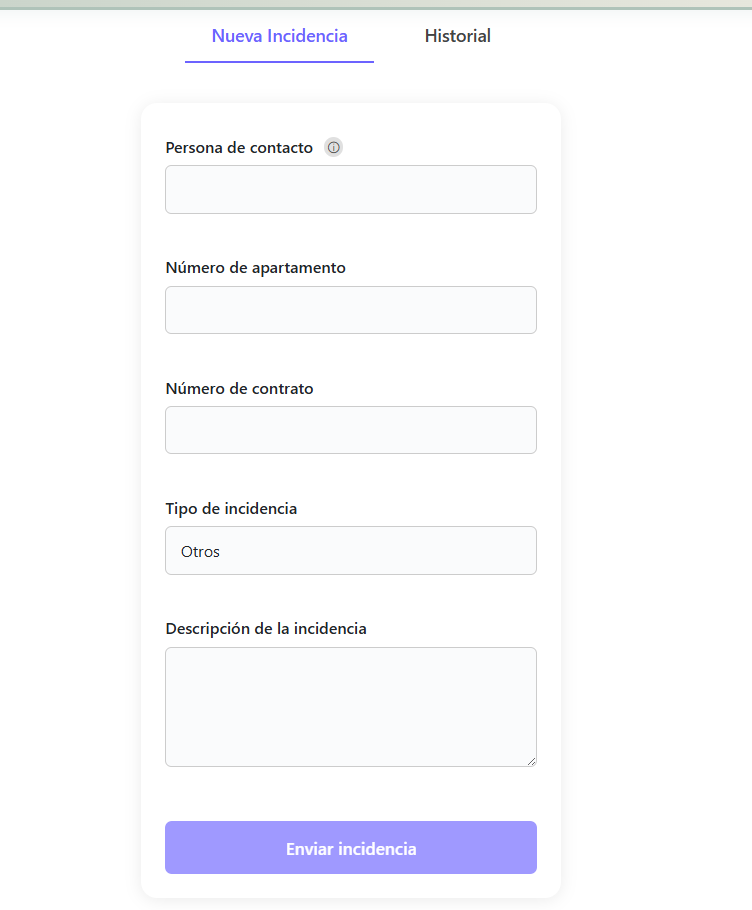 Nueva Incidencia Historial
Persona de contacto
Número de apartamento
Número de contrato
Tipo de incidencia
Otros
Descripción de la incidencia
Enviar incidencia